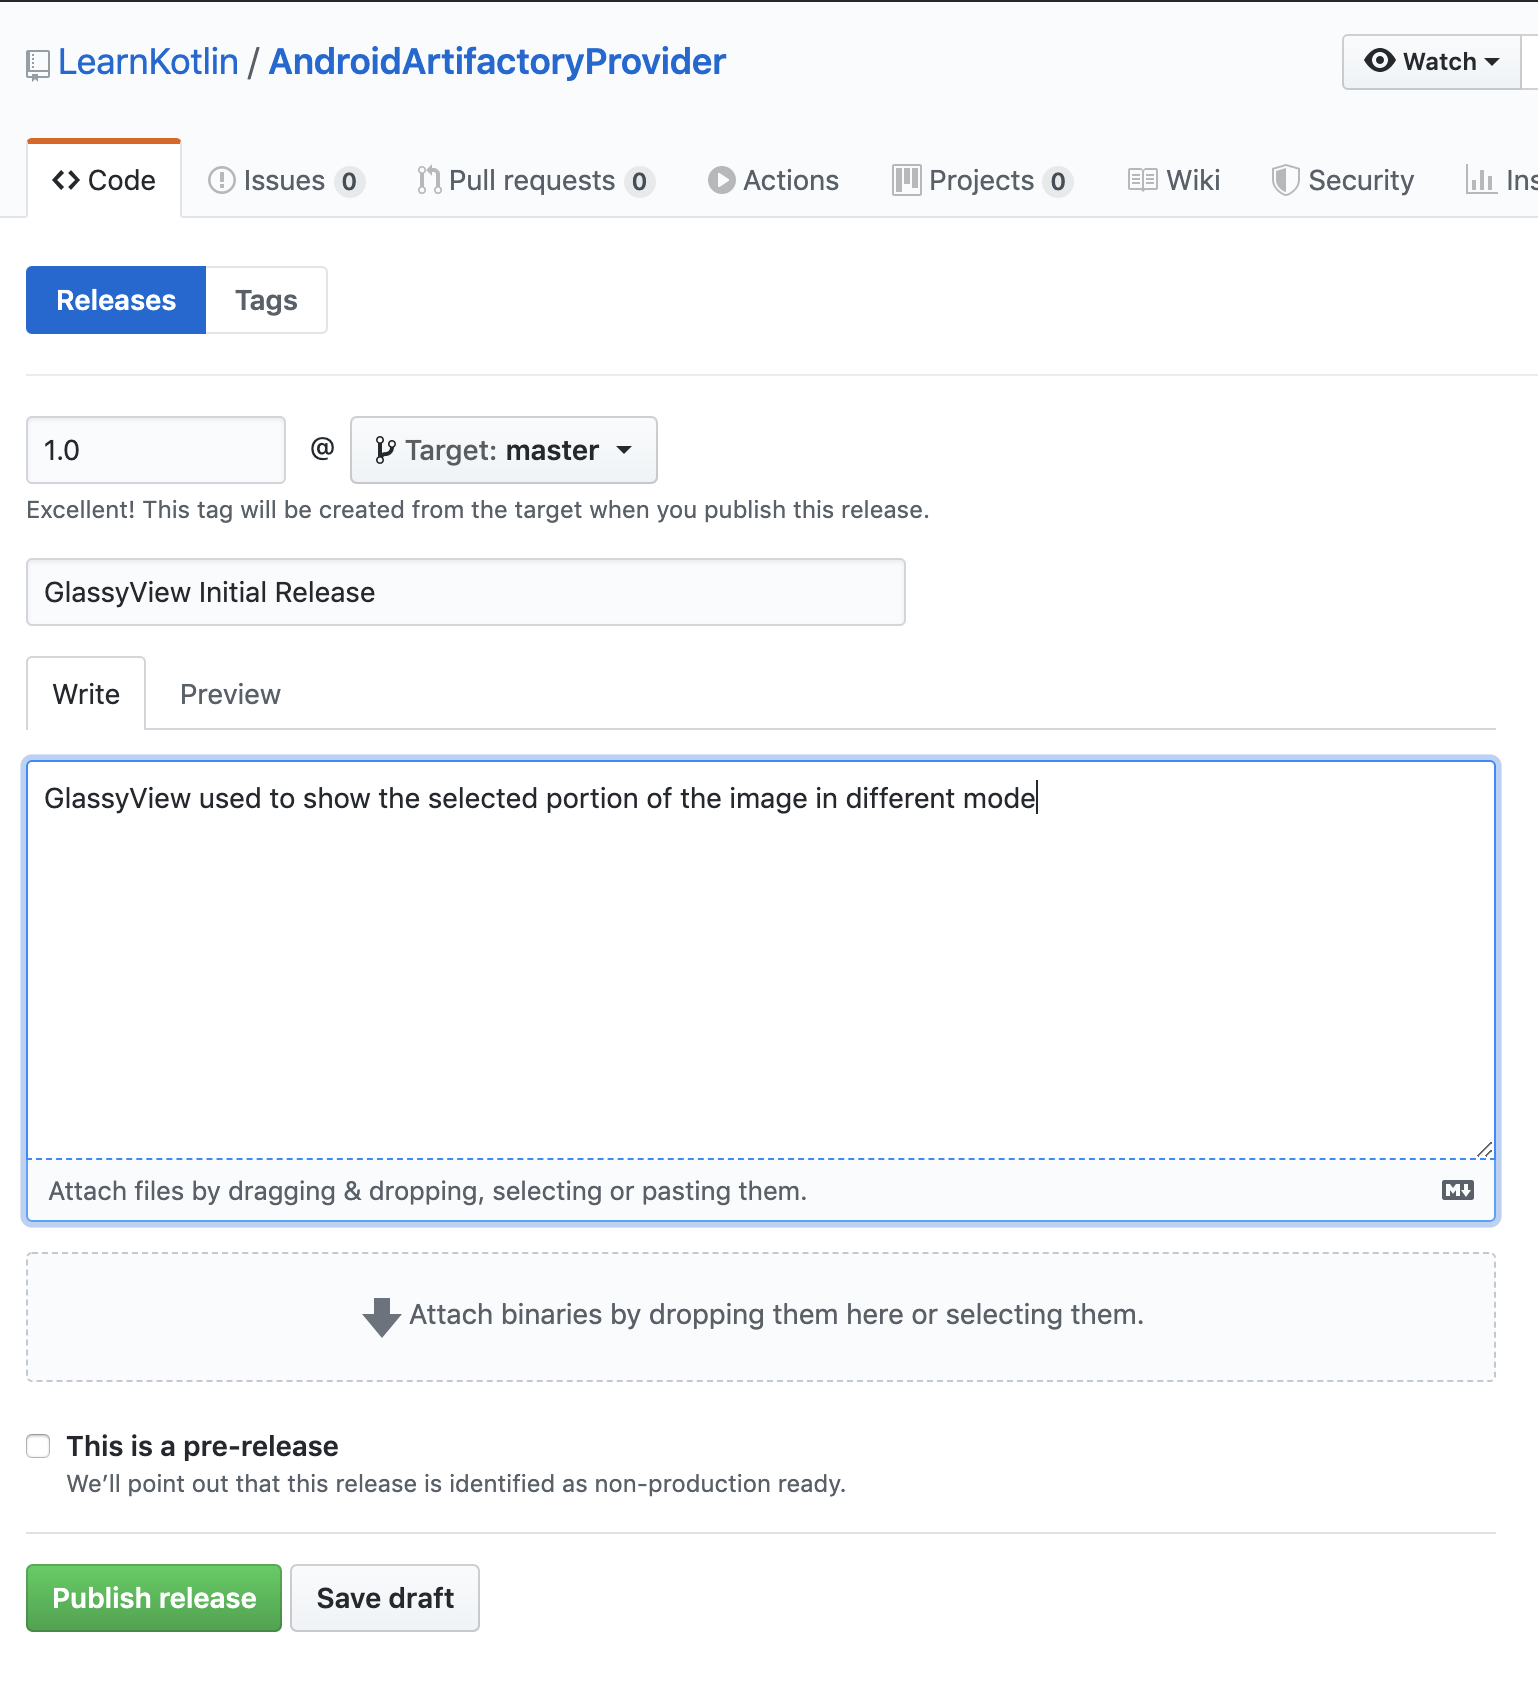 LearnKotlin / AndroidArtifactoryProvider
Watch
Code Issues 0 Pull requests 0 Actions Projects 0 Wiki Security Ins
Releases Tags
1.0 @ Target: master
Excellent! This tag will be created from the target when you publish this release.
GlassyView Initial Release
Write Preview
GlassyView used to show the selected portion of the image in different mode
Attach files by dragging & dropping, selecting or pasting them.
M
Attach binaries by dropping them here or selecting them.
This is a pre-release
We’ll point out that this release is identified as non-production ready.
Publish release Save draft